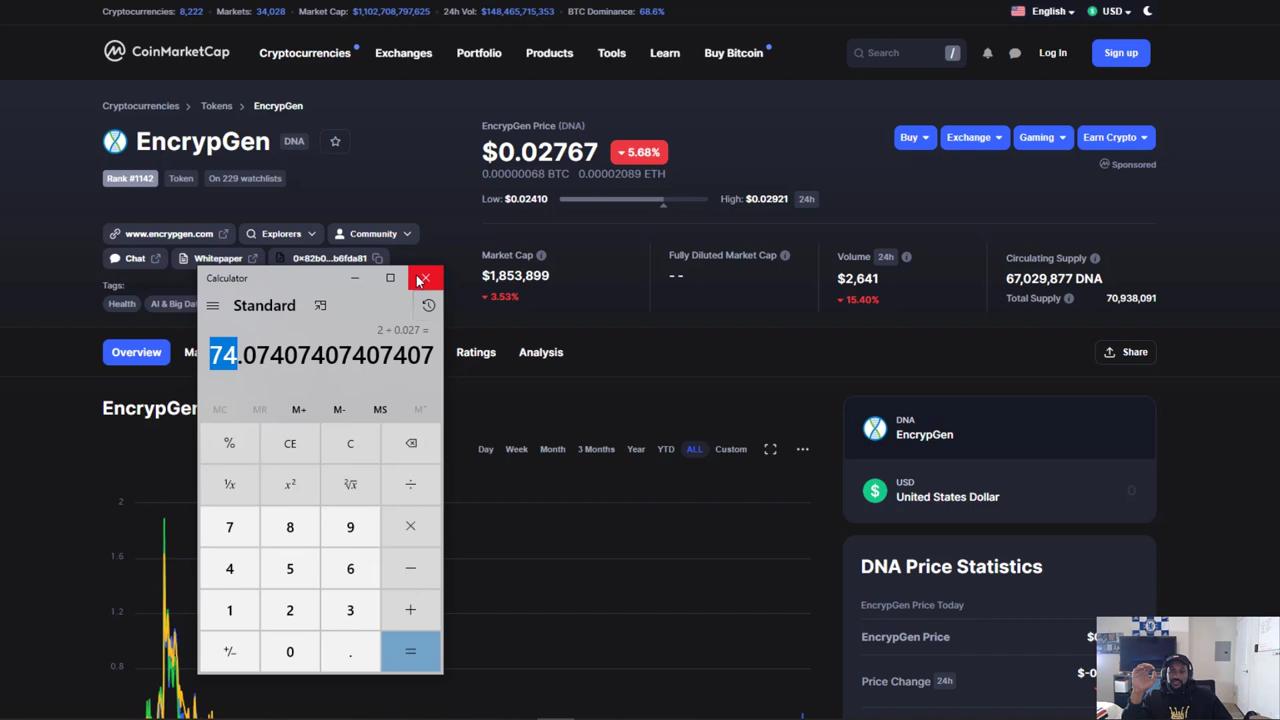 Cryptocurrencies: 8,222 Markets: 34,028 Market Cap: $1,102,708,797,625 24h Vol: $148,465,715,353 BTC Dominance: 68.6% English USD
CoinMarketCap Cryptocurrencies Exchanges Portfolio Products Tools Learn Buy Bitcoin Search / Log In Sign up
Cryptocurrencies > Tokens > EncrypGen
EncrypGen DNA
Rank #1142 Token On 229 watchlists
www.encrypgen.com Explorers Community
Chat Whitepaper 0x82b0...b6fda81
Tags:
Health AI & Big Da
EncrypGen Price (DNA)
$0.02767 5.68%
0.00000068 BTC 0.00002089 ETH
Low: $0.02410 High: $0.02921 24h
Buy Exchange Gaming Earn Crypto
Sponsored
Market Cap
$1,853,899
3.53%
Fully Diluted Market Cap
- -
Volume 24h
$2,641
15.40%
Circulating Supply
67,029,877 DNA
Total Supply 70,938,091
Calculator
Standard
2 ÷ 0.027 =
74.07407407407407
MC MR M+ M- MS M˅
% CE C
⅟x x² ²√x ÷
7 8 9 ×
4 5 6 −
1 2 3 +
+/− 0 . =
Overview Ma Ratings Analysis Share
EncrypGe
Day Week Month 3 Months Year YTD ALL Custom
2
1.6
1.2
0.8
DNA
EncrypGen
USD
United States Dollar 0
DNA Price Statistics
EncrypGen Price Today
EncrypGen Price $0
Price Change 24h $-0